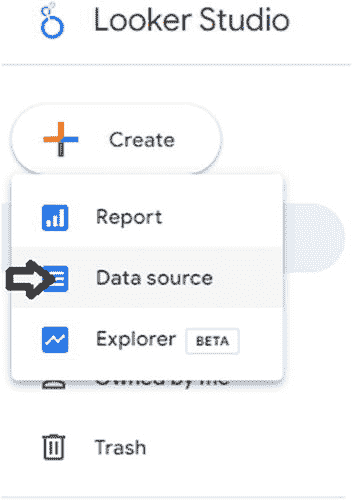 Looker Studio
Create
Report
Data source
Explorer BETA
Owned by me
Trash